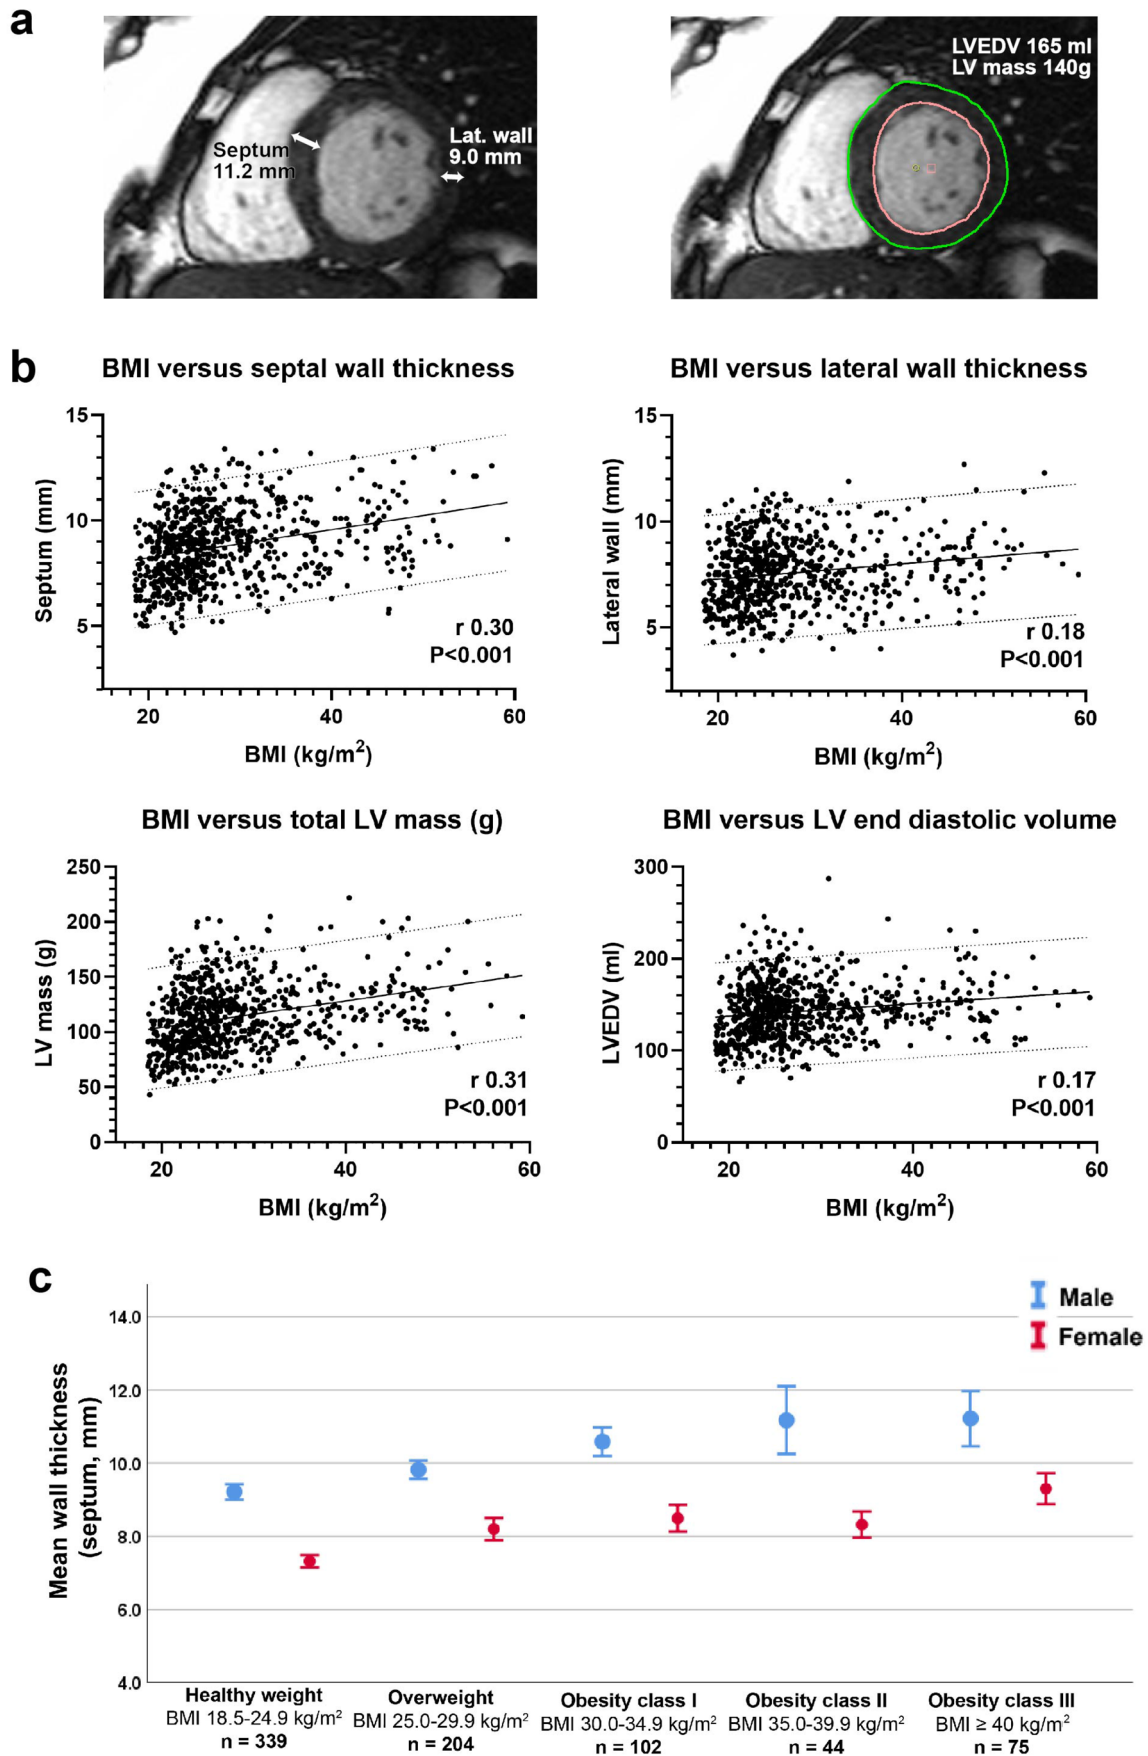 a
Septum
11.2 mm
Lat. wall
9.0 mm
LVEDV 165 ml
LV mass 140g
b
BMI versus septal wall thickness
15
10
5
Septum (mm)
r 0.30
P<0.001
20 40 60
BMI (kg/m²)
BMI versus lateral wall thickness
15
10
5
Lateral wall (mm)
r 0.18
P<0.001
20 40 60
BMI (kg/m²)
BMI versus total LV mass (g)
250
200
150
100
50
0
LV mass (g)
r 0.31
P<0.001
20 40 60
BMI (kg/m²)
BMI versus LV end diastolic volume
300
200
100
0
LVEDV (ml)
r 0.17
P<0.001
20 40 60
BMI (kg/m²)
c
Male
Female
14.0
12.0
10.0
8.0
6.0
4.0
Mean wall thickness
(septum, mm)
Healthy weight
BMI 18.5-24.9 kg/m²
n = 339
Overweight
BMI 25.0-29.9 kg/m²
n = 204
Obesity class I
BMI 30.0-34.9 kg/m²
n = 102
Obesity class II
BMI 35.0-39.9 kg/m²
n = 44
Obesity class III
BMI ≥ 40 kg/m²
n = 75